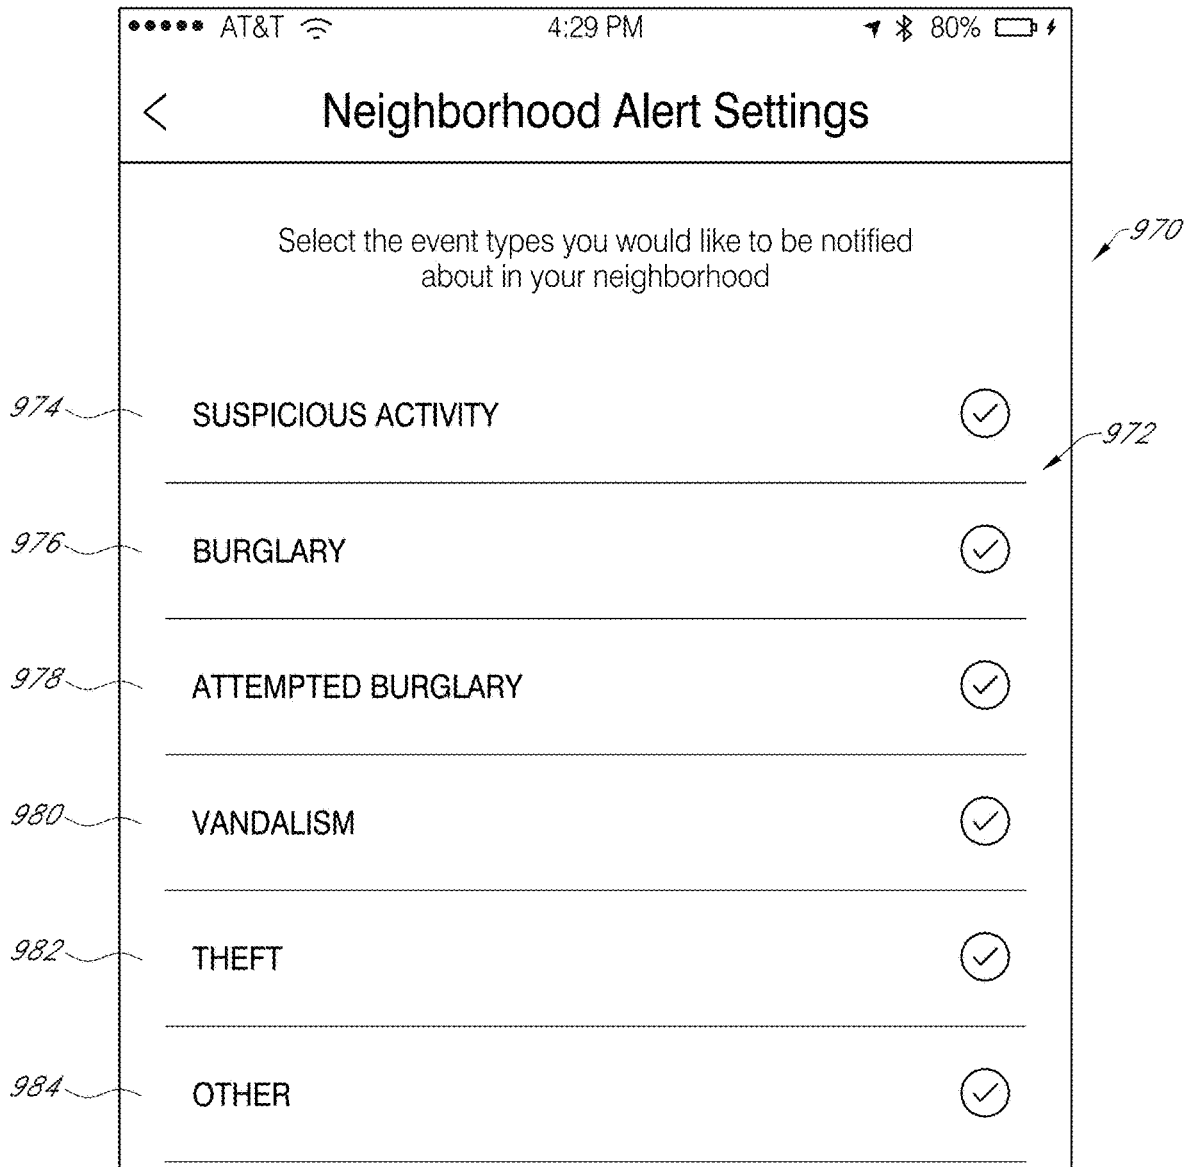 AT&T 4:29 PM 80%
Neighborhood Alert Settings
Select the event types you would like to be notified
about in your neighborhood
970
974 SUSPICIOUS ACTIVITY
972
976 BURGLARY
978 ATTEMPTED BURGLARY
980 VANDALISM
982 THEFT
984 OTHER